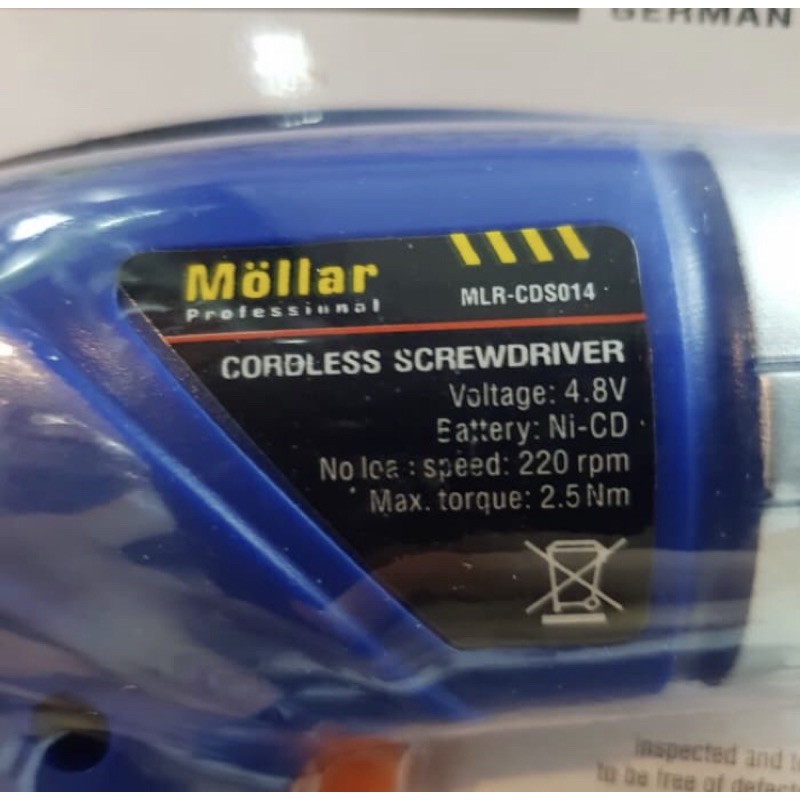 GERMAN
Möllar
Professional
MLR-CDS014
CORDLESS SCREWDRIVER
Voltage: 4.8V
Battery: Ni-CD
No load speed: 220 rpm
Max. torque: 2.5 Nm
Inspected and
to be free of defect